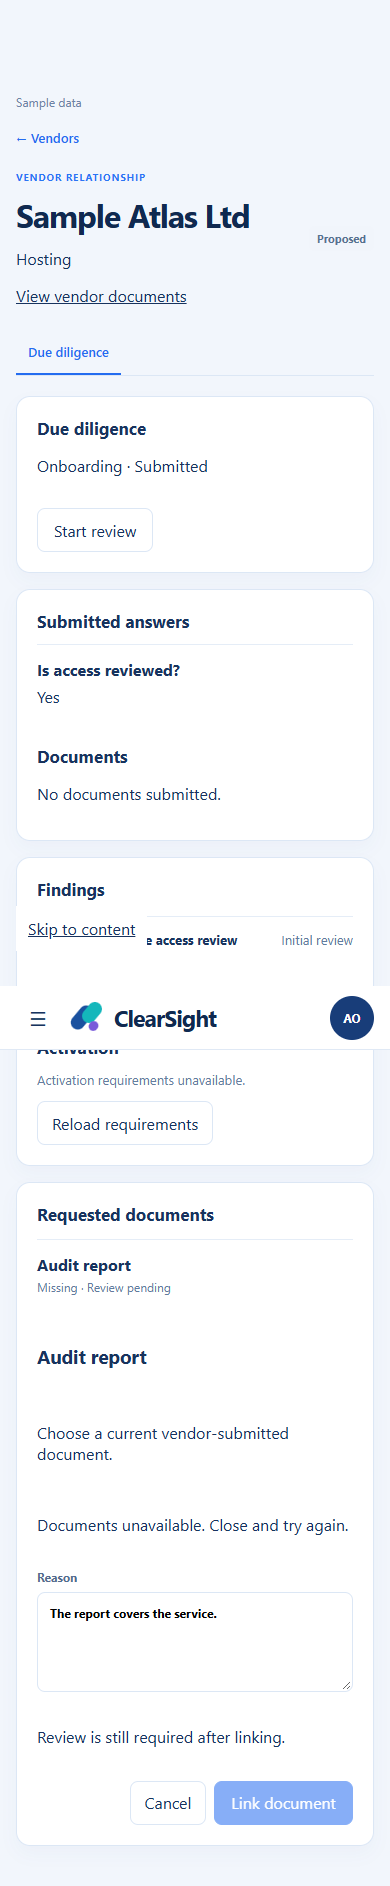 Sample data
← Vendors
VENDOR RELATIONSHIP
Sample Atlas Ltd
Proposed
Hosting
View vendor documents
Due diligence
Due diligence
Onboarding · Submitted
Start review
Submitted answers
Is access reviewed?
Yes
Documents
No documents submitted.
Findings
Skip to content
e access review
Initial review
☰
ClearSight
AO
Activation
Activation requirements unavailable.
Reload requirements
Requested documents
Audit report
Missing · Review pending
Audit report
Choose a current vendor-submitted
document.
Documents unavailable. Close and try again.
Reason
The report covers the service.
Review is still required after linking.
Cancel
Link document